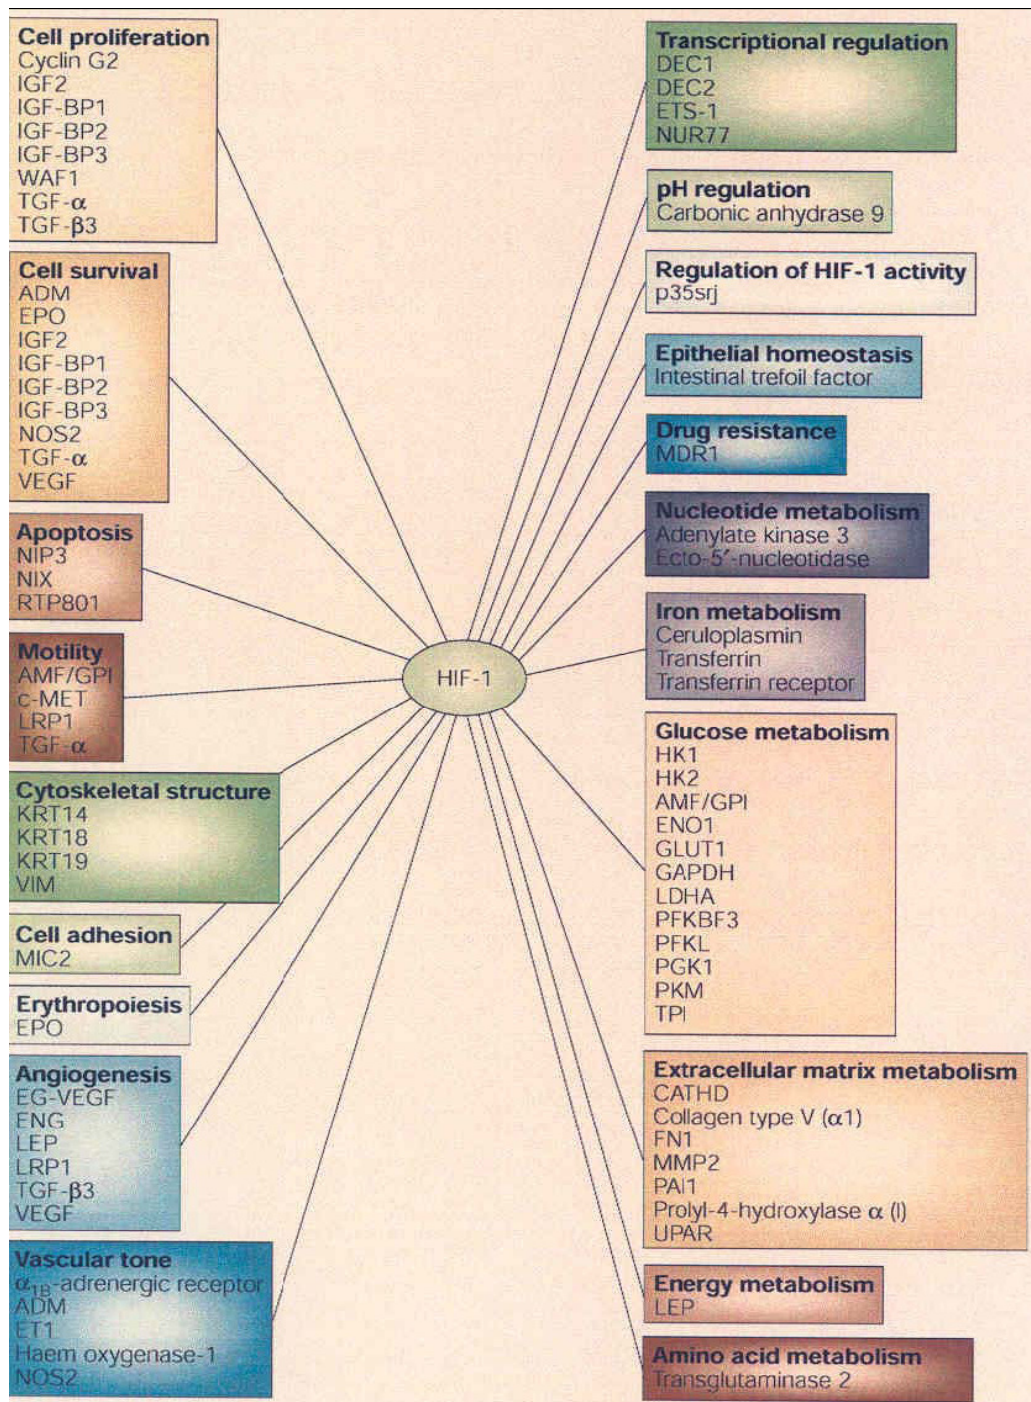 Cell proliferation
Cyclin G2
IGF2
IGF-BP1
IGF-BP2
IGF-BP3
WAF1
TGF-α
TGF-β3
Cell survival
ADM
EPO
IGF2
IGF-BP1
IGF-BP2
IGF-BP3
NOS2
TGF-α
VEGF
Apoptosis
NIP3
NIX
RTP801
Motility
AMF/GPI
c-MET
LRP1
TGF-α
Cytoskeletal structure
KRT14
KRT18
KRT19
VIM
Cell adhesion
MIC2
Erythropoiesis
EPO
Angiogenesis
EG-VEGF
ENG
LEP
LRP1
TGF-β3
VEGF
Vascular tone
α1B-adrenergic receptor
ADM
ET1
Haem oxygenase-1
NOS2
HIF-1
Transcriptional regulation
DEC1
DEC2
ETS-1
NUR77
pH regulation
Carbonic anhydrase 9
Regulation of HIF-1 activity
p35srj
Epithelial homeostasis
Intestinal trefoil factor
Drug resistance
MDR1
Nucleotide metabolism
Adenylate kinase 3
Ecto-5′-nucleotidase
Iron metabolism
Ceruloplasmin
Transferrin
Transferrin receptor
Glucose metabolism
HK1
HK2
AMF/GPI
ENO1
GLUT1
GAPDH
LDHA
PFKBF3
PFKL
PGK1
PKM
TPI
Extracellular matrix metabolism
CATHD
Collagen type V (α1)
FN1
MMP2
PAI1
Prolyl-4-hydroxylase α (I)
UPAR
Energy metabolism
LEP
Amino acid metabolism
Transglutaminase 2